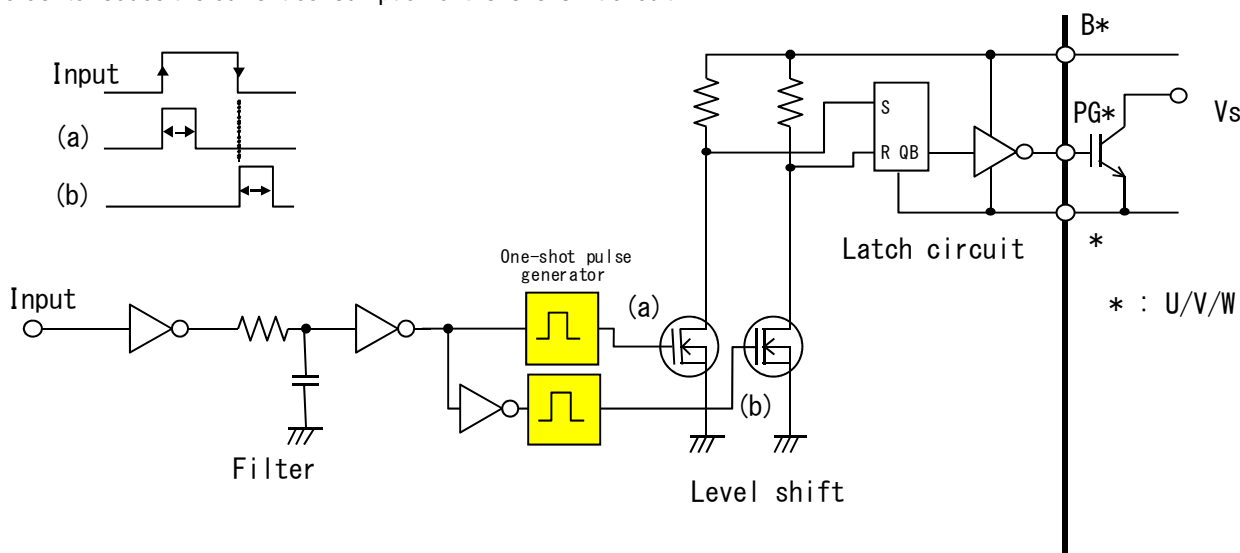 B*
Input
(a)
(b)
S
R QB
PG*
Vs
Latch circuit
*
* : U/V/W
One-shot pulse
generator
Input
(a)
(b)
Filter
Level shift